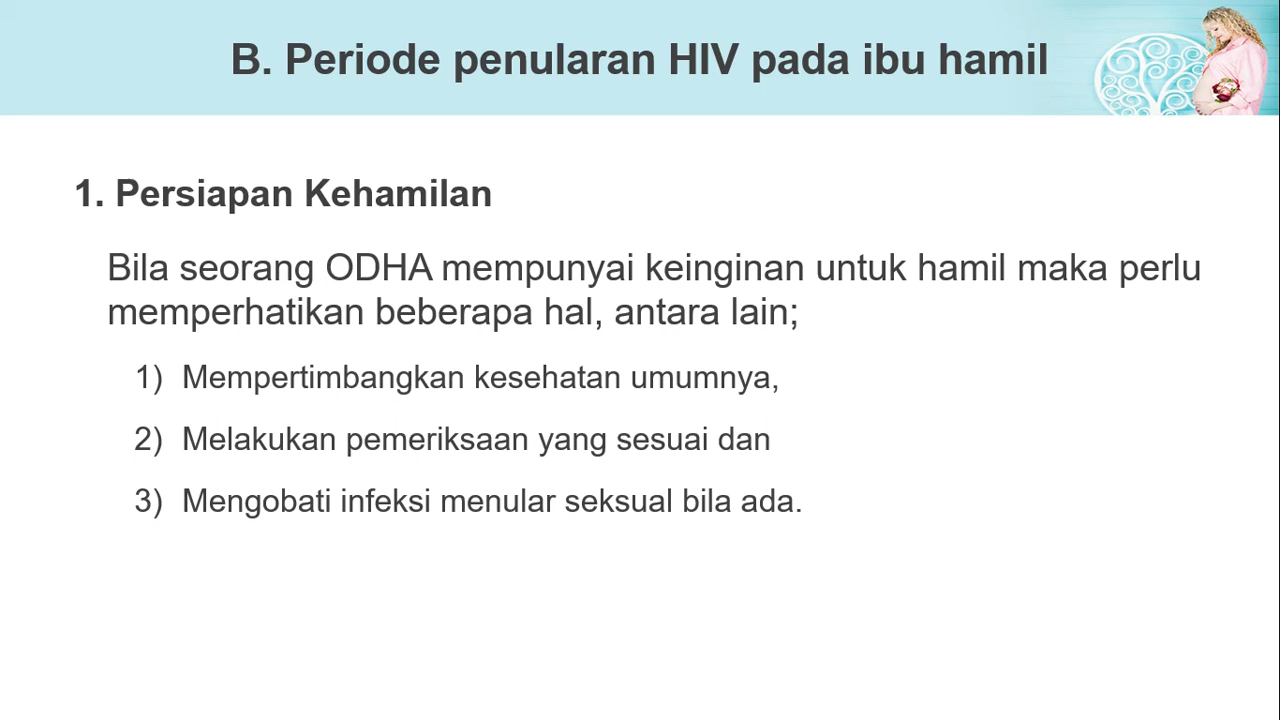 B. Periode penularan HIV pada ibu hamil
1. Persiapan Kehamilan
Bila seorang ODHA mempunyai keinginan untuk hamil maka perlu
memperhatikan beberapa hal, antara lain;
1) Mempertimbangkan kesehatan umumnya,
2) Melakukan pemeriksaan yang sesuai dan
3) Mengobati infeksi menular seksual bila ada.